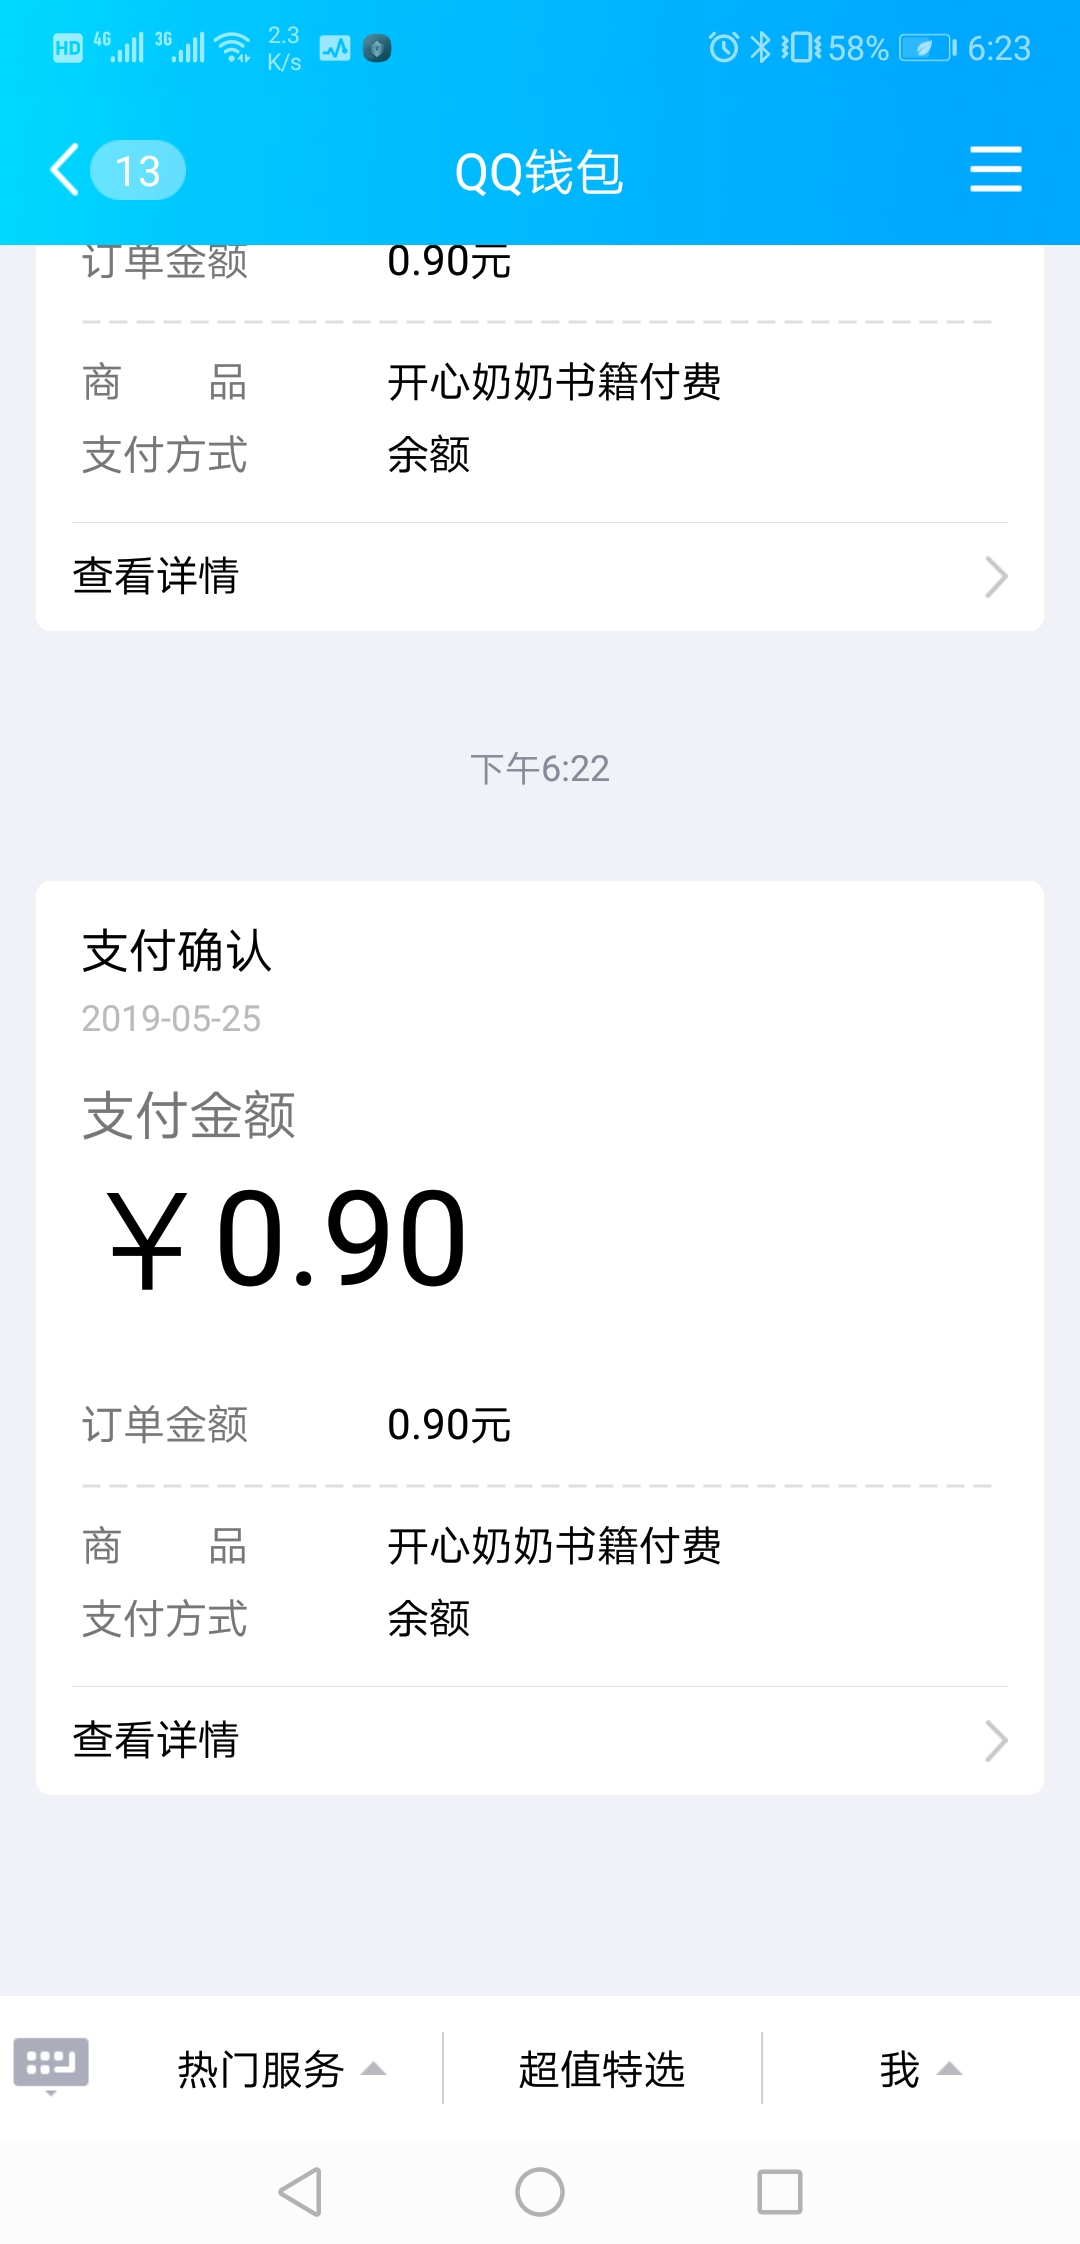 HD 4G 3G 2.3 K/s 58% 6:23
13 QQ钱包
订单金额 0.90元
商 品 开心奶奶书籍付费
支付方式 余额
查看详情
下午6:22
支付确认
2019-05-25
支付金额
¥0.90
订单金额 0.90元
商 品 开心奶奶书籍付费
支付方式 余额
查看详情
热门服务 超值特选 我